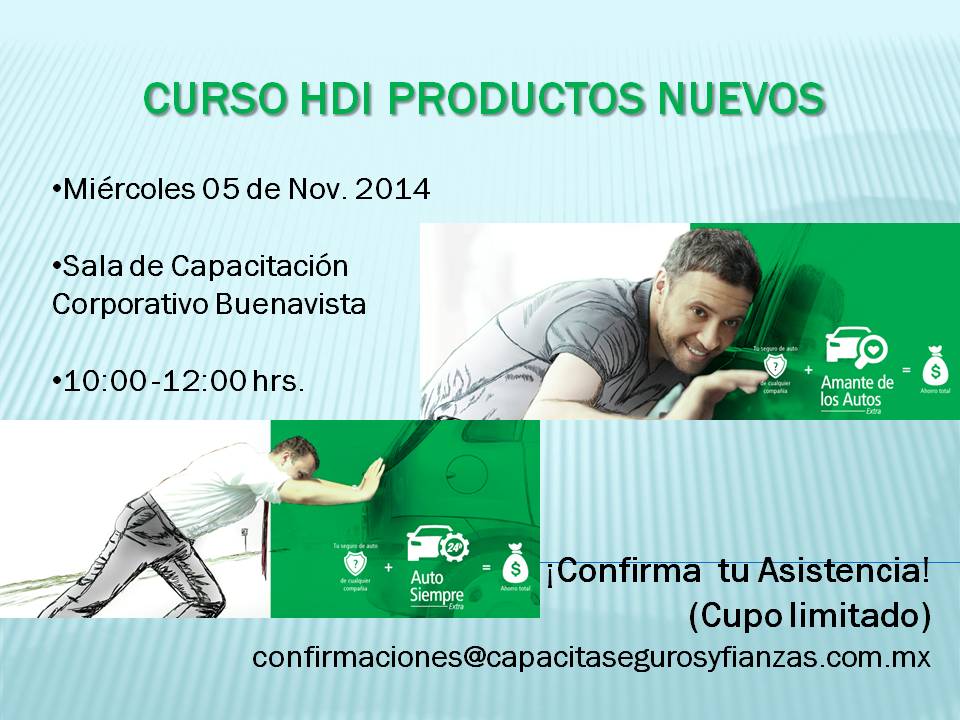 CURSO HDI PRODUCTOS NUEVOS
•Miércoles 05 de Nov. 2014
•Sala de Capacitación
Corporativo Buenavista
•10:00 -12:00 hrs.
Tu seguro de auto
?
de cualquier
compañía
+
Amante de
los Autos
Extra
=
$
Ahorro total
Tu seguro de auto
?
de cualquier
compañía
+
24
Auto
Siempre
Extra
=
$
Ahorro total
¡Confirma tu Asistencia!
(Cupo limitado)
confirmaciones@capacitasegurosyfianzas.com.mx